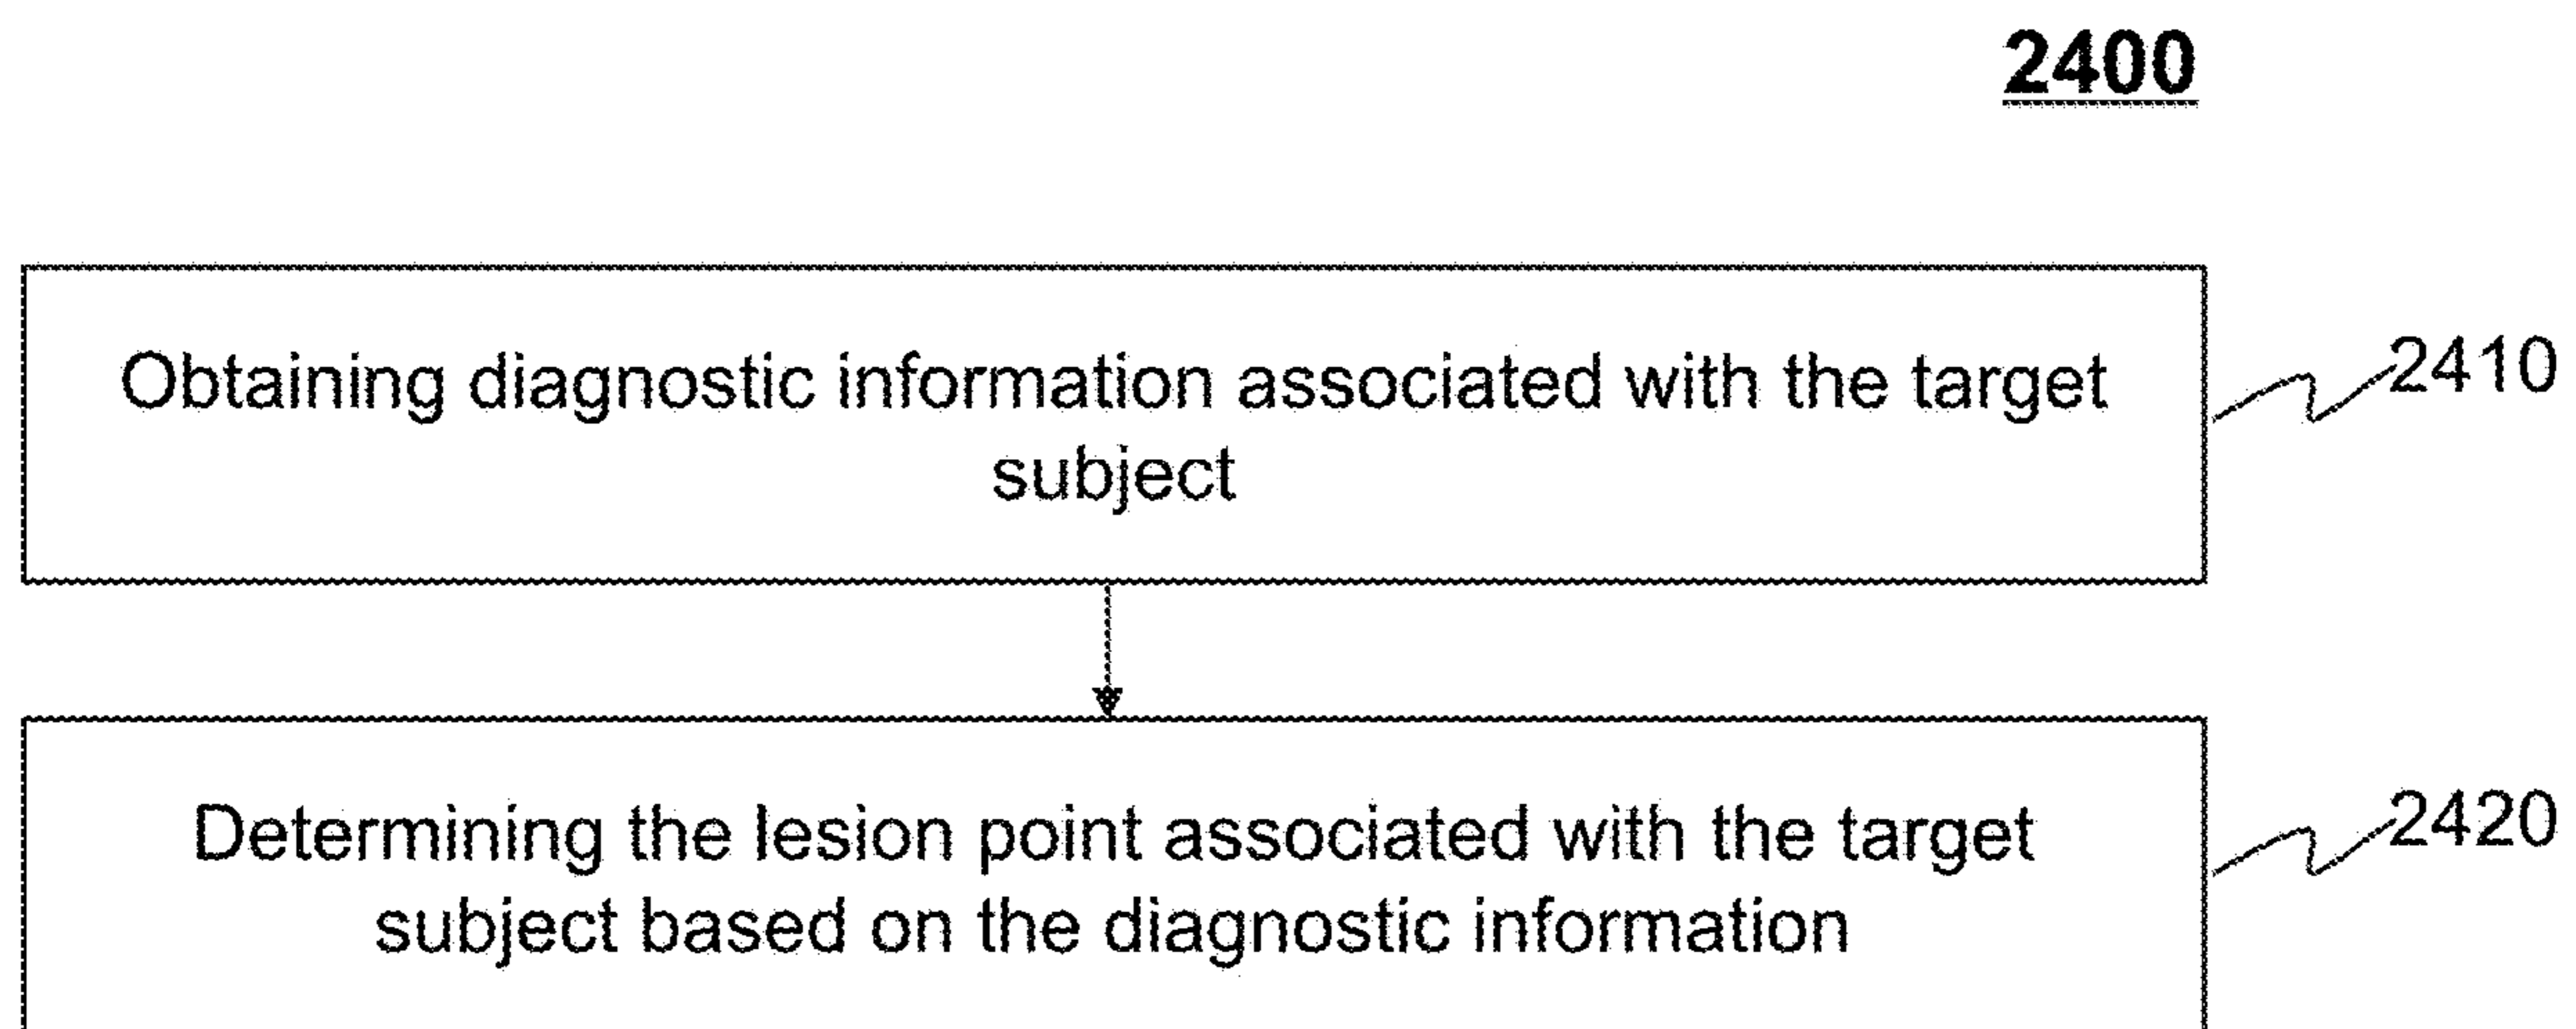 2400
Obtaining diagnostic information associated with the target
subject
2410
Determining the lesion point associated with the target
subject based on the diagnostic information
2420